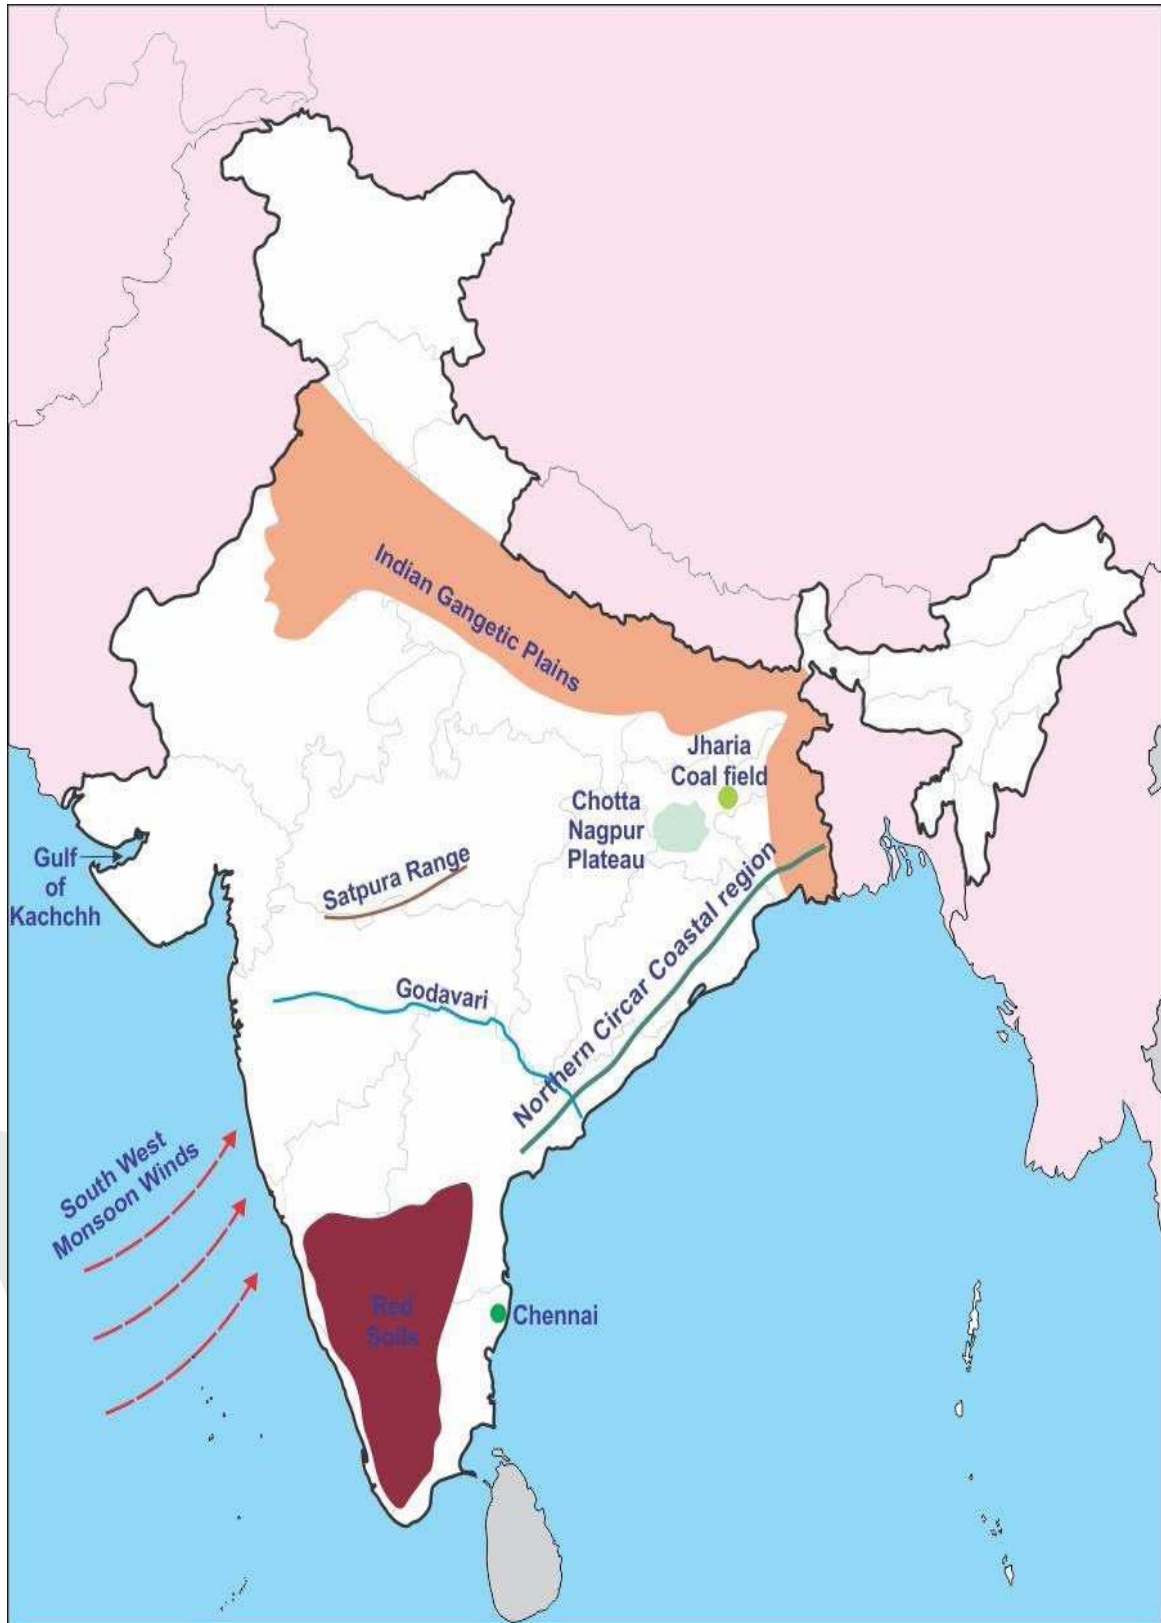 Indian Gangetic Plains
Jharia
Coal field
Chotta
Nagpur
Plateau
Gulf
of
Kachchh
Satpura Range
Northern Circar Coastal region
Godavari
South West
Monsoon Winds
Red
Soils
Chennai